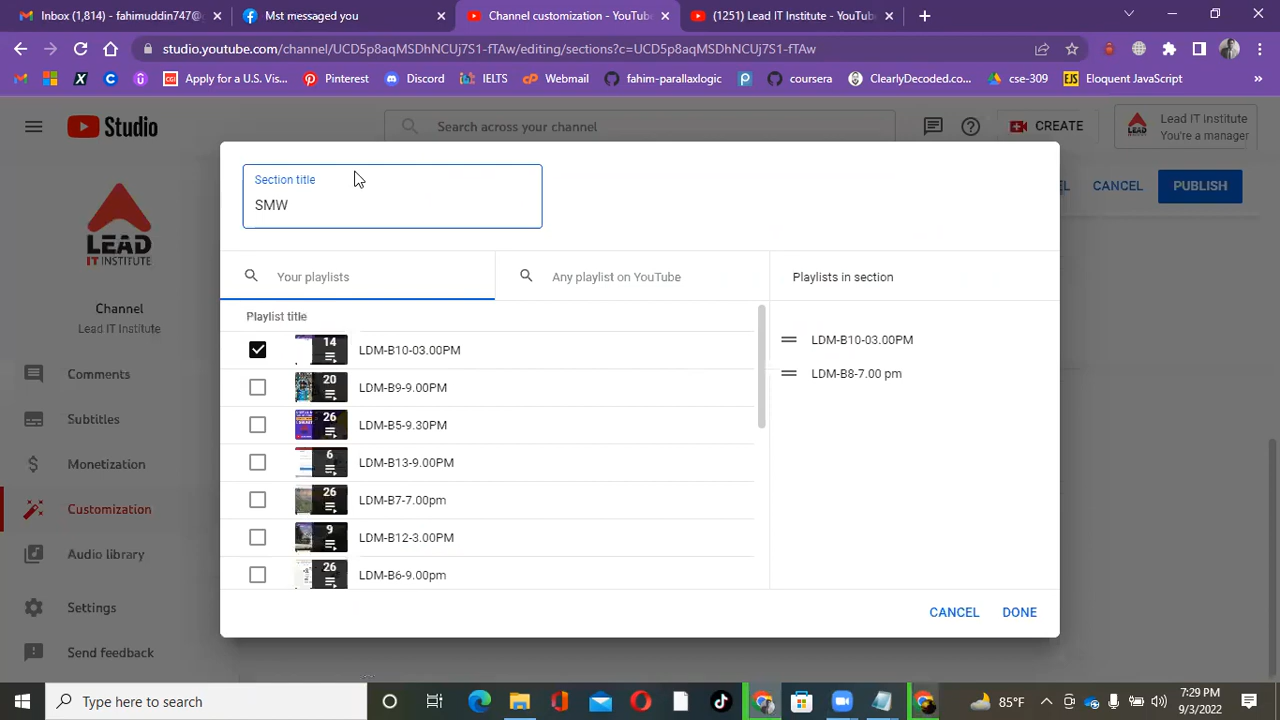 Inbox (1,814) - fahimuddin747@
Fiet messaged you
Channel customization - YouTube
(1251) Lead IT Institute - YouTube
studio.youtube.com/channel/UCD5p8aqMSDhNCUj7S1-fTAw/editing/sections?c=UCD5p8aqMSDhNCUj7S1-fTAw
Apply for a U.S. Vis... Pinterest Discord IELTS Webmail fahim-parallaxlogic coursera ClearlyDecoded.co... cse-309 EJS Eloquent JavaScript
Studio
Search across your channel
CREATE
Lead IT Institute
You're a manager
Section title
SMW
CANCEL
PUBLISH
LEAD
IT INSTITUTE
Your playlists
Any playlist on YouTube
Playlists in section
Channel
Lead IT Institute
Playlist title
14
LDM-B10-03.00PM
LDM-B10-03.00PM
20
LDM-B9-9.00PM
LDM-B8-7.00 pm
Comments
26
LDM-B5-9.30PM
Subtitles
6
LDM-B13-9.00PM
Monetization
26
LDM-B7-7.00pm
Customization
9
LDM-B12-3.00PM
Audio library
26
LDM-B6-9.00pm
Settings
CANCEL
DONE
Send feedback
Type here to search
85°F
7:29 PM
9/3/2022